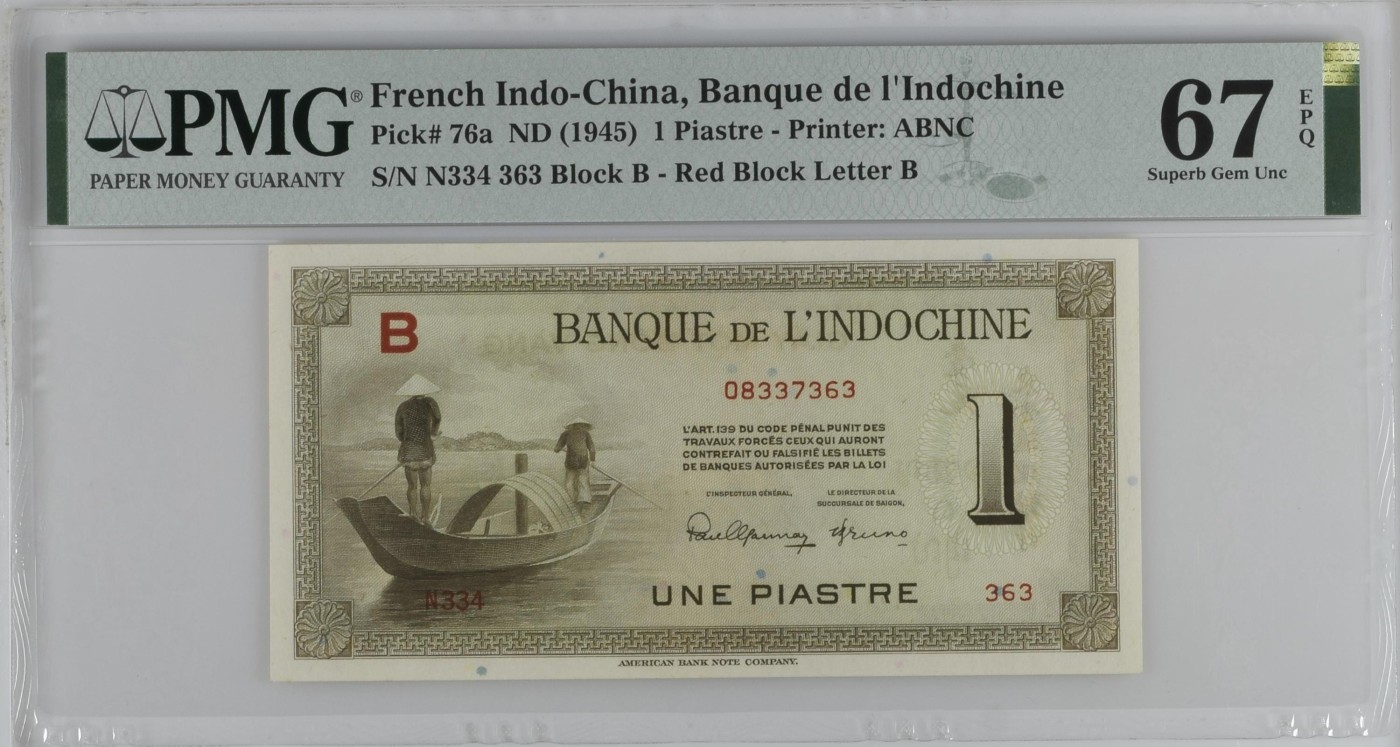 PMG®
PAPER MONEY GUARANTY
French Indo-China, Banque de l'Indochine
Pick# 76a ND (1945) 1 Piastre - Printer: ABNC
S/N N334 363 Block B - Red Block Letter B
67
EPQ
Superb Gem Unc
B
BANQUE DE L'INDOCHINE
08337363
L'ART. 139 DU CODE PÉNAL PUNIT DES
TRAVAUX FORCÉS CEUX QUI AURONT
CONTREFAIT OU FALSIFIÉ LES BILLETS
DE BANQUES AUTORISÉES PAR LA LOI
1
L'INSPECTEUR GÉNÉRAL,
LE DIRECTEUR DE LA
SUCCURSALE DE SAIGON,
N334
UNE PIASTRE
363
AMERICAN BANK NOTE COMPANY.